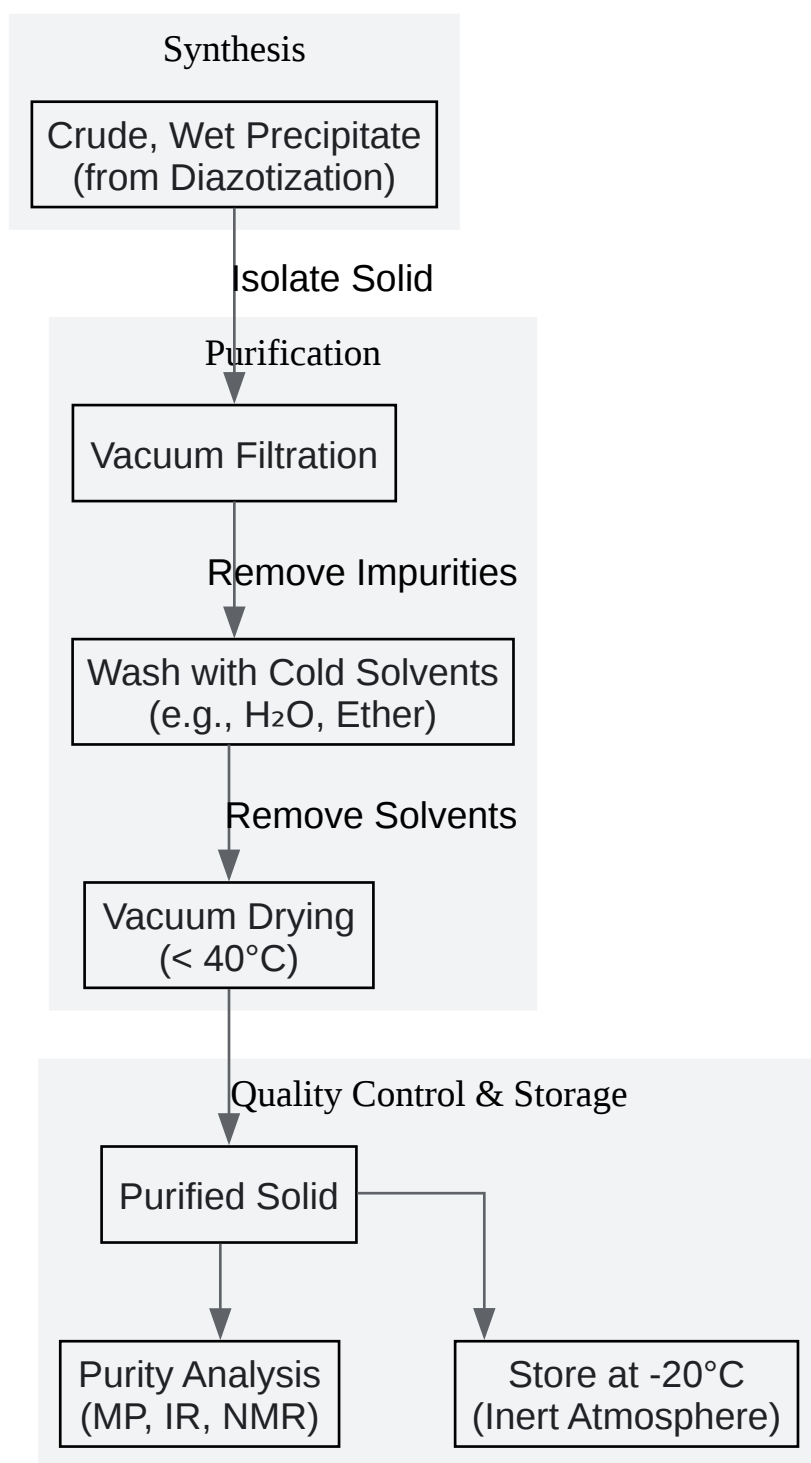 Synthesis
Crude, Wet Precipitate
(from Diazotization)
Isolate Solid
Purification
Vacuum Filtration
Remove Impurities
Wash with Cold Solvents
(e.g., H₂O, Ether)
Remove Solvents
Vacuum Drying
(< 40°C)
Quality Control & Storage
Purified Solid
Purity Analysis
(MP, IR, NMR)
Store at -20°C
(Inert Atmosphere)